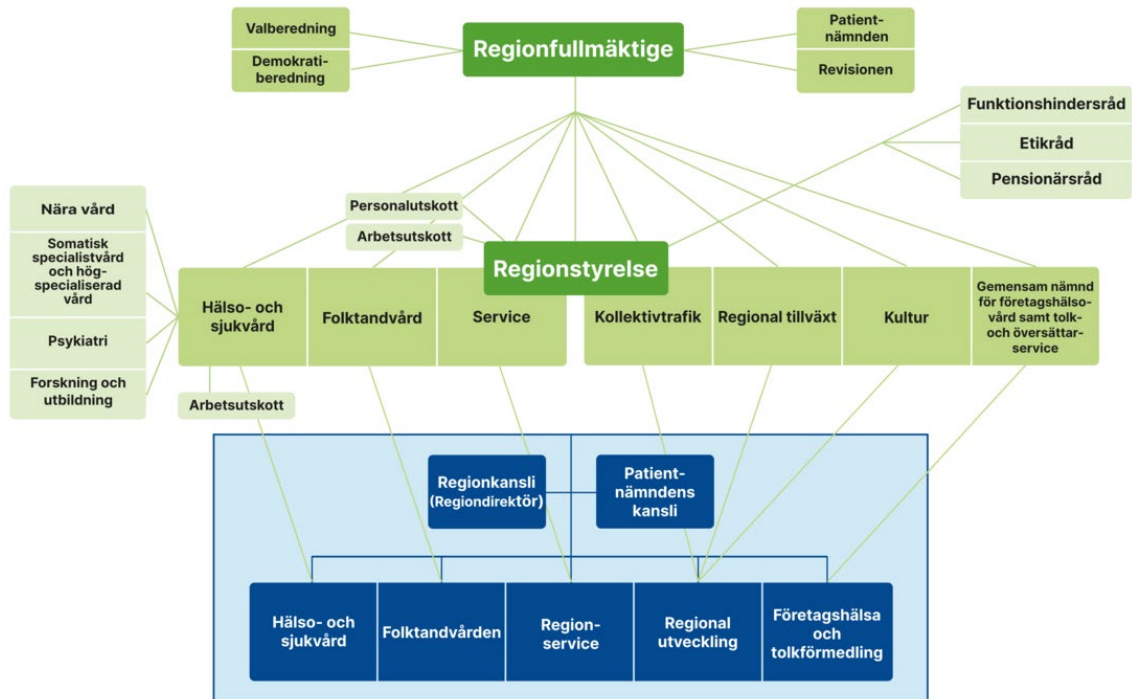 Valberedning
Demokrati-
beredning
Regionfullmäktige
Patient-
nämnden
Revisionen
Funktionshindersråd
Etikråd
Pensionärsråd
Personalutskott
Arbetsutskott
Regionstyrelse
Nära vård
Somatisk
specialistvård
och hög-
specialiserad
vård
Psykiatri
Forskning och
utbildning
Hälso- och
sjukvård
Folktandvård
Service
Kollektivtrafik
Regional tillväxt
Kultur
Gemensam nämnd
för företagshälso-
vård samt tolk-
och översättar-
service
Arbetsutskott
Regionkansli
(Regiondirektör)
Patient-
nämndens
kansli
Hälso- och
sjukvård
Folktandvården
Region-
service
Regional
utveckling
Företagshälsa
och
tolkförmedling